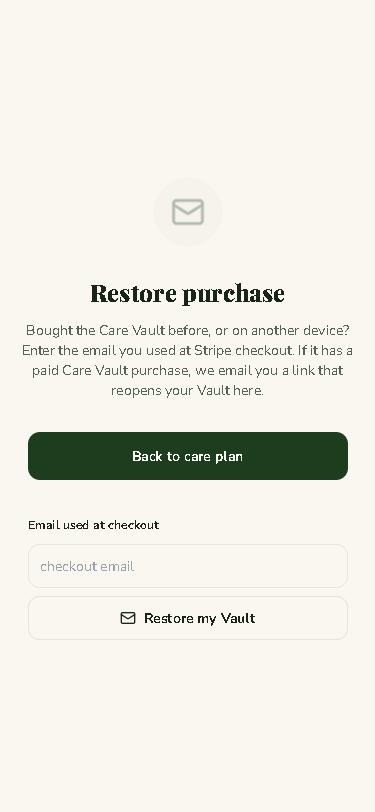 Restore purchase
Bought the Care Vault before, or on another device?
Enter the email you used at Stripe checkout. If it has a
paid Care Vault purchase, we email you a link that
reopens your Vault here.
Back to care plan
Email used at checkout
checkout email
Restore my Vault